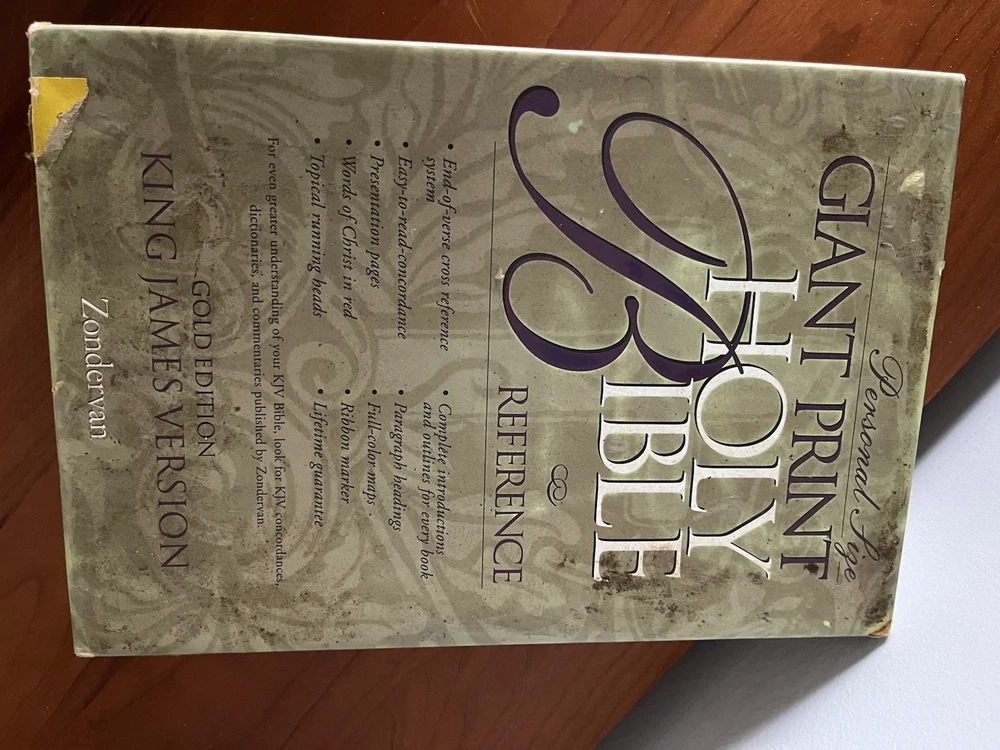 Personal Size
GIANT PRINT
HOLY
BIBLE
REFERENCE
• End-of-verse cross reference
system
• Easy-to-read-concordance
• Presentation pages
• Words of Christ in red
• Topical running heads
• Complete introductions
and outlines for every book
• Paragraph headings
• Full-color-maps
• Ribbon marker
• Lifetime guarantee
For even greater understanding of your KJV Bible, look for KJV concordances,
dictionaries, and commentaries published by Zondervan.
GOLD EDITION
KING JAMES VERSION
Zondervan